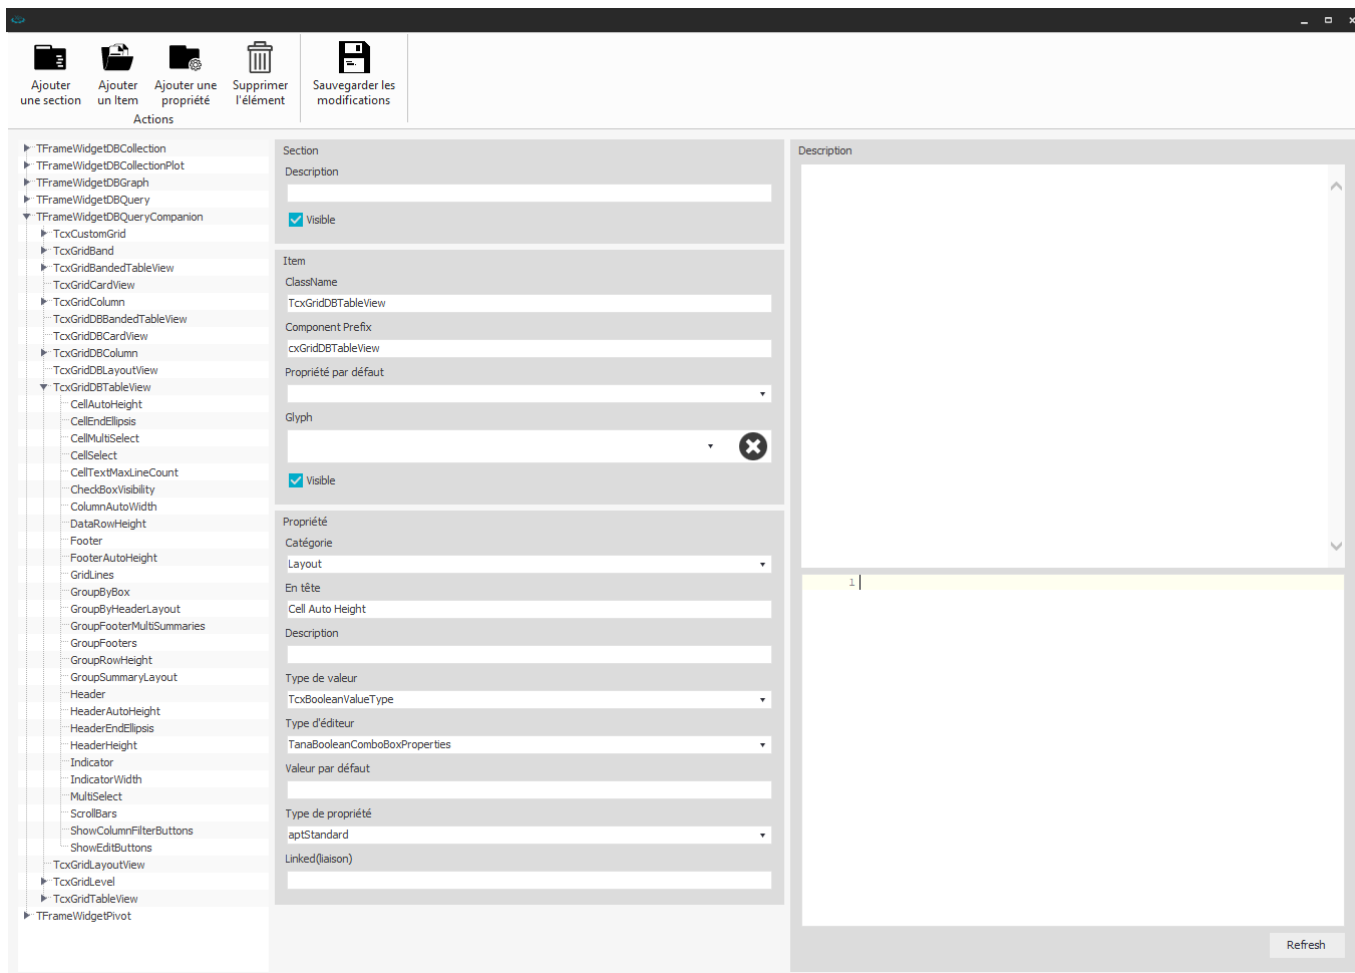 Ajouter
une section
Ajouter
un Item
Ajouter une
propriété
Supprimer
l'élément
Sauvegarder les
modifications
Actions
TFrameWidgetDBCollection
TFrameWidgetDBCollectionPlot
TFrameWidgetDBGraph
TFrameWidgetDBQuery
TFrameWidgetDBQueryCompanion
TcxCustomGrid
TcxGridBand
TcxGridBandedTableView
TcxGridCardView
TcxGridColumn
TcxGridDBBandedTableView
TcxGridDBCardView
TcxGridDBColumn
TcxGridDBLayoutView
TcxGridDBTableView
CellAutoHeight
CellEndEllipsis
CellMultiSelect
CellSelect
CellTextMaxLineCount
CheckBoxVisibility
ColumnAutoWidth
DataRowHeight
Footer
FooterAutoHeight
GridLines
GroupByBox
GroupByHeaderLayout
GroupFooterMultiSummaries
GroupFooters
GroupRowHeight
GroupSummaryLayout
Header
HeaderAutoHeight
HeaderEndEllipsis
HeaderHeight
Indicator
IndicatorWidth
MultiSelect
ScrollBars
ShowColumnFilterButtons
ShowEditButtons
TcxGridLayoutView
TcxGridLevel
TcxGridTableView
TFrameWidgetPivot
Section
Description
Visible
Item
ClassName
TcxGridDBTableView
Component Prefix
cxGridDBTableView
Propriété par défaut
Glyph
Visible
Propriété
Catégorie
Layout
En tête
Cell Auto Height
Description
Type de valeur
TcxBooleanValueType
Type d'éditeur
TanaBooleanComboBoxProperties
Valeur par défaut
Type de propriété
aptStandard
Linked(liaison)
Description
1
Refresh